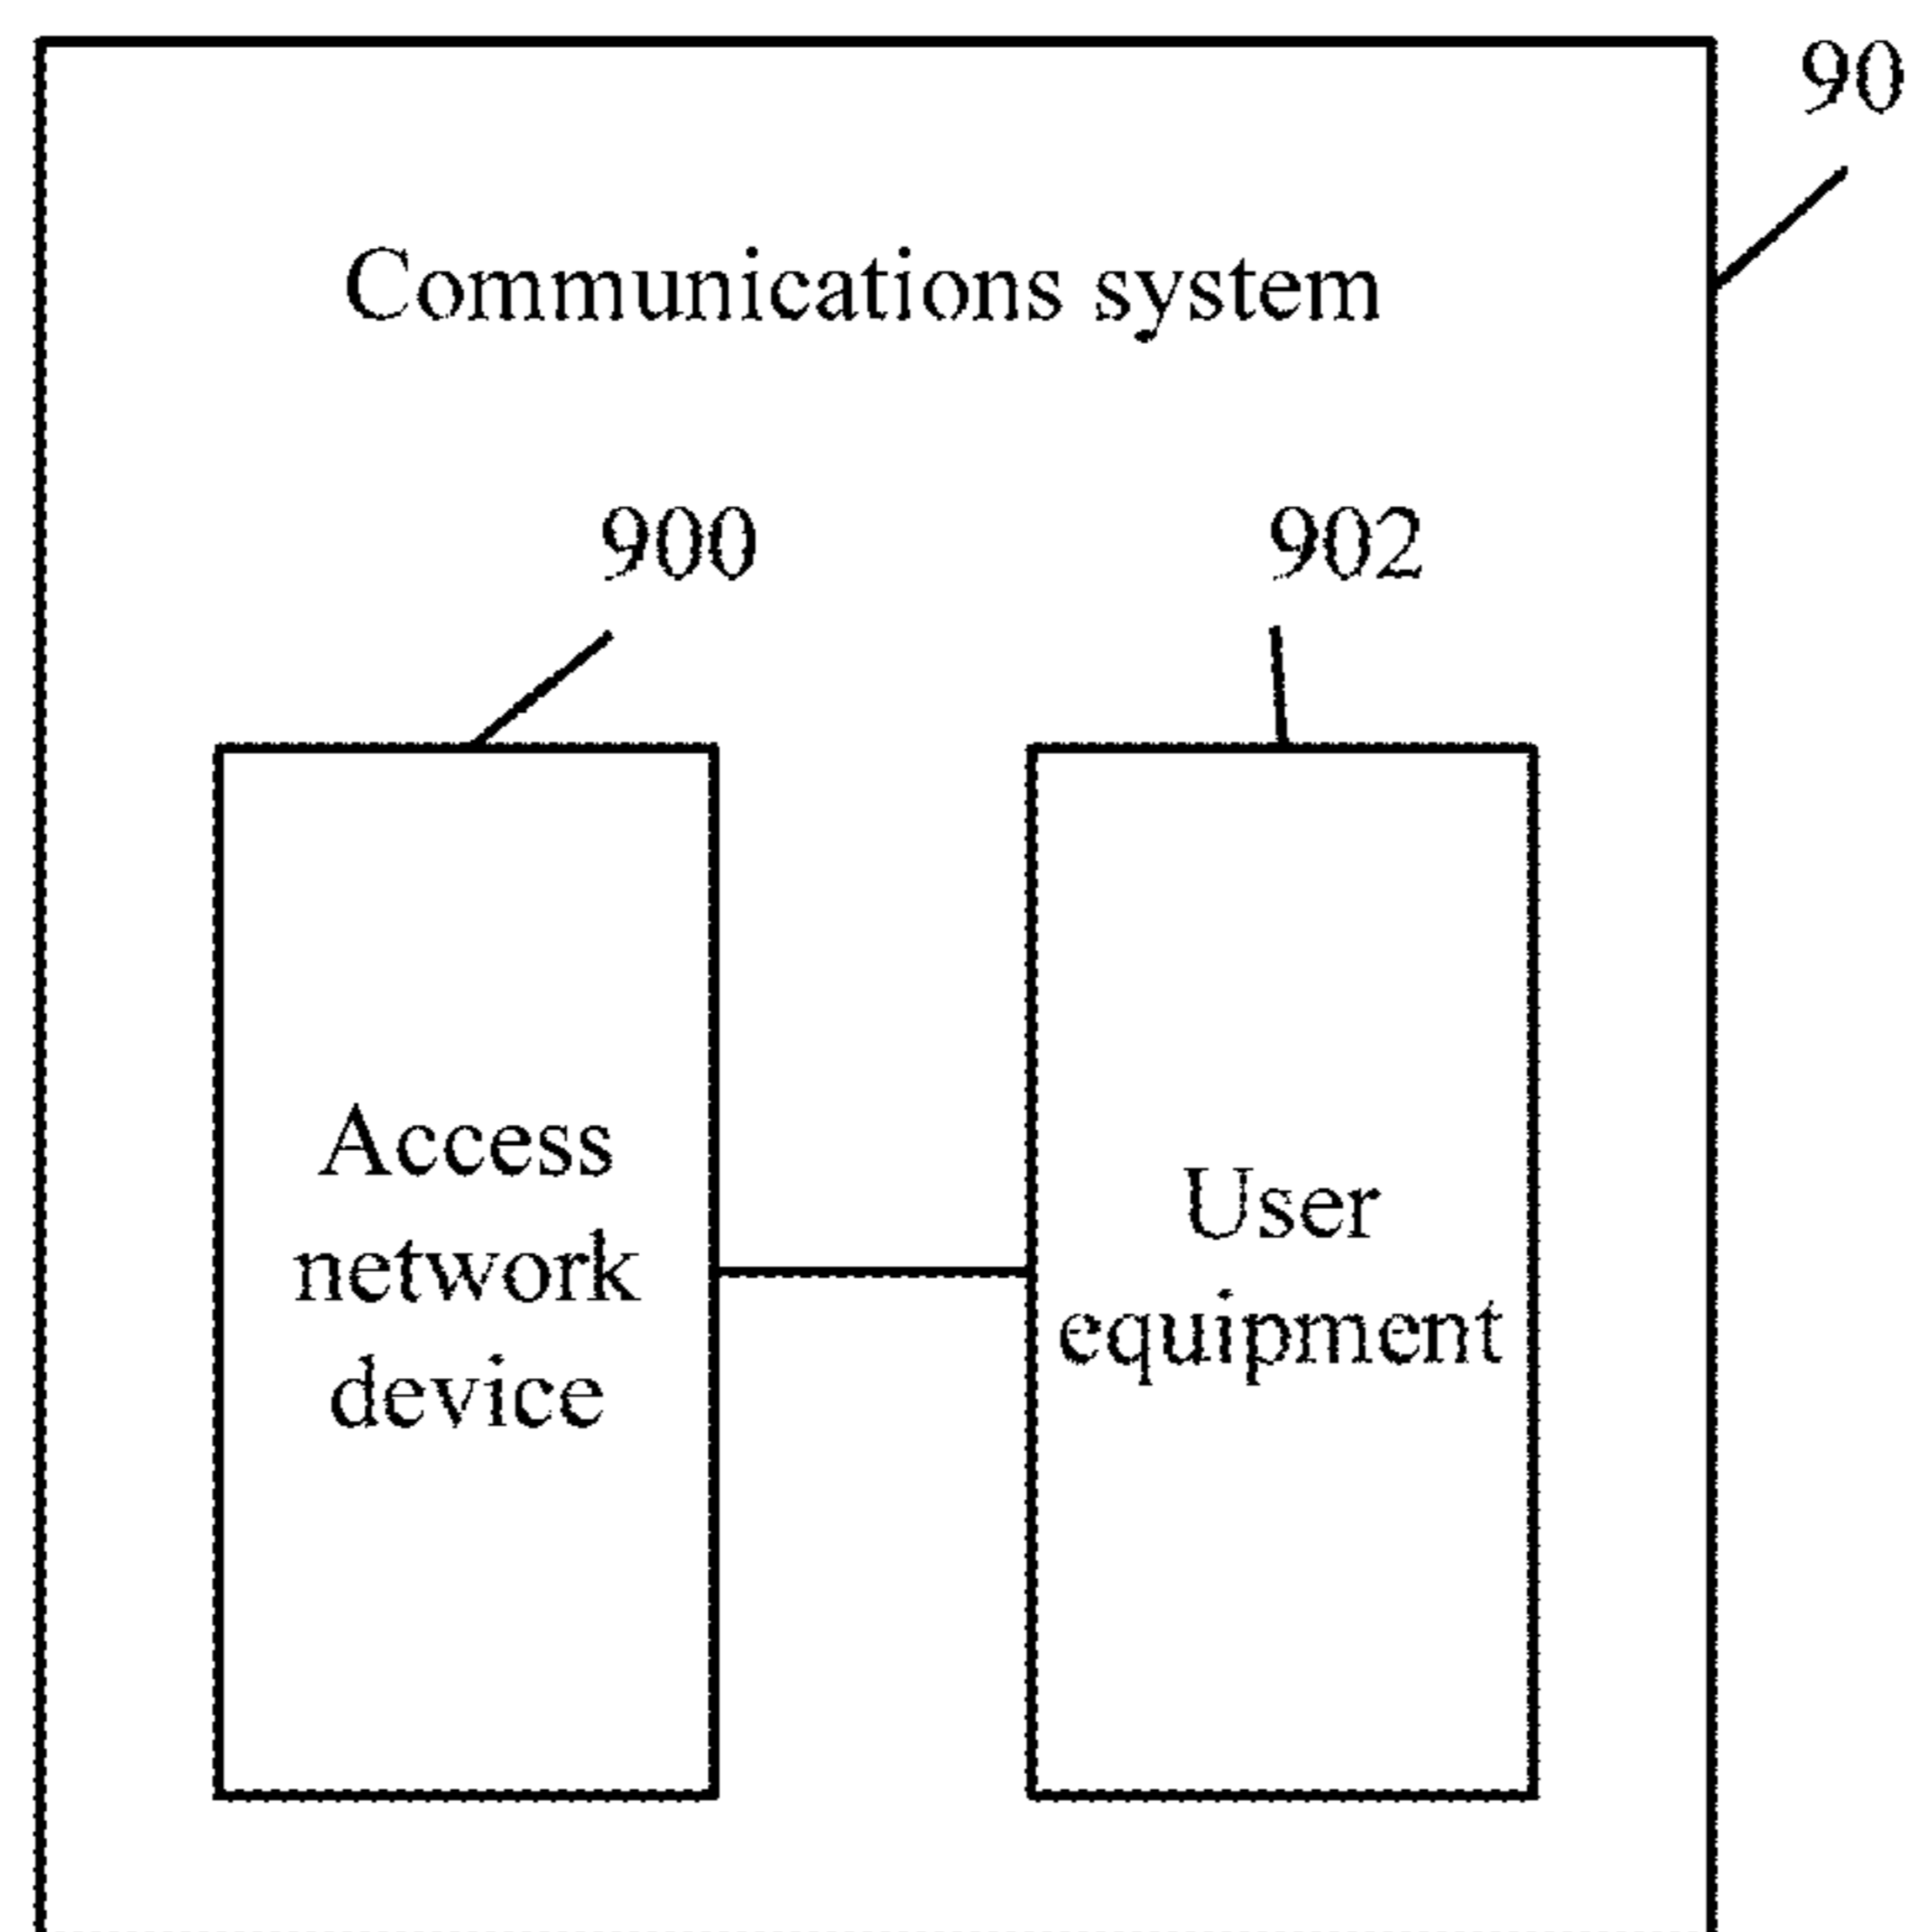 90
Communications system
900
902
Access
network
device
User
equipment